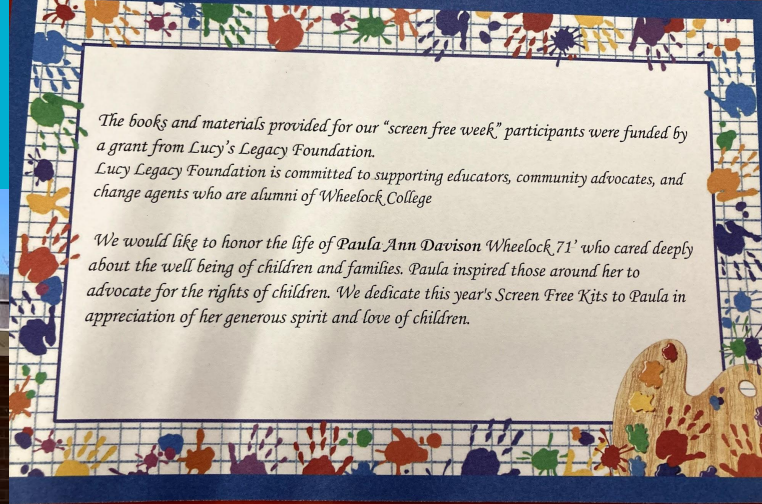 The books and materials provided for our “screen free week” participants were funded by
a grant from Lucy’s Legacy Foundation.
Lucy Legacy Foundation is committed to supporting educators, community advocates, and
change agents who are alumni of Wheelock College
We would like to honor the life of Paula Ann Davison Wheelock 71’ who cared deeply
about the well being of children and families. Paula inspired those around her to
advocate for the rights of children. We dedicate this year's Screen Free Kits to Paula in
appreciation of her generous spirit and love of children.